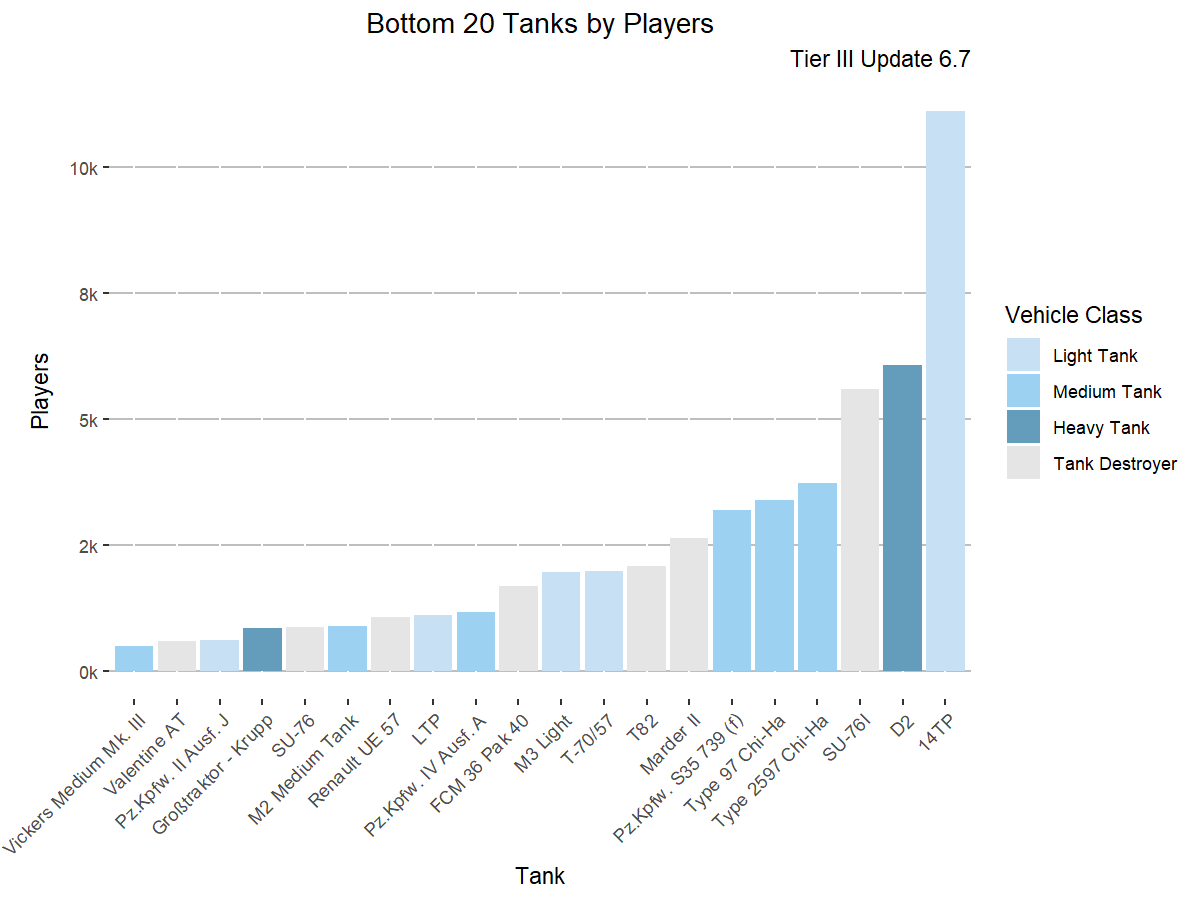 Bottom 20 Tanks by Players
Tier III Update 6.7
Players
10k
8k
5k
2k
0k
Vickers Medium Mk. III
Valentine AT
Pz.Kpfw. II Ausf. J
Großtraktor - Krupp
SU-76
M2 Medium Tank
Renault UE 57
LTP
Pz.Kpfw. IV Ausf. A
FCM 36 Pak 40
M3 Light
T-70/57
T82
Marder II
Pz.Kpfw. S35 739 (f)
Type 97 Chi-Ha
Type 2597 Chi-Ha
SU-76I
D2
14TP
Tank
Vehicle Class
Light Tank
Medium Tank
Heavy Tank
Tank Destroyer